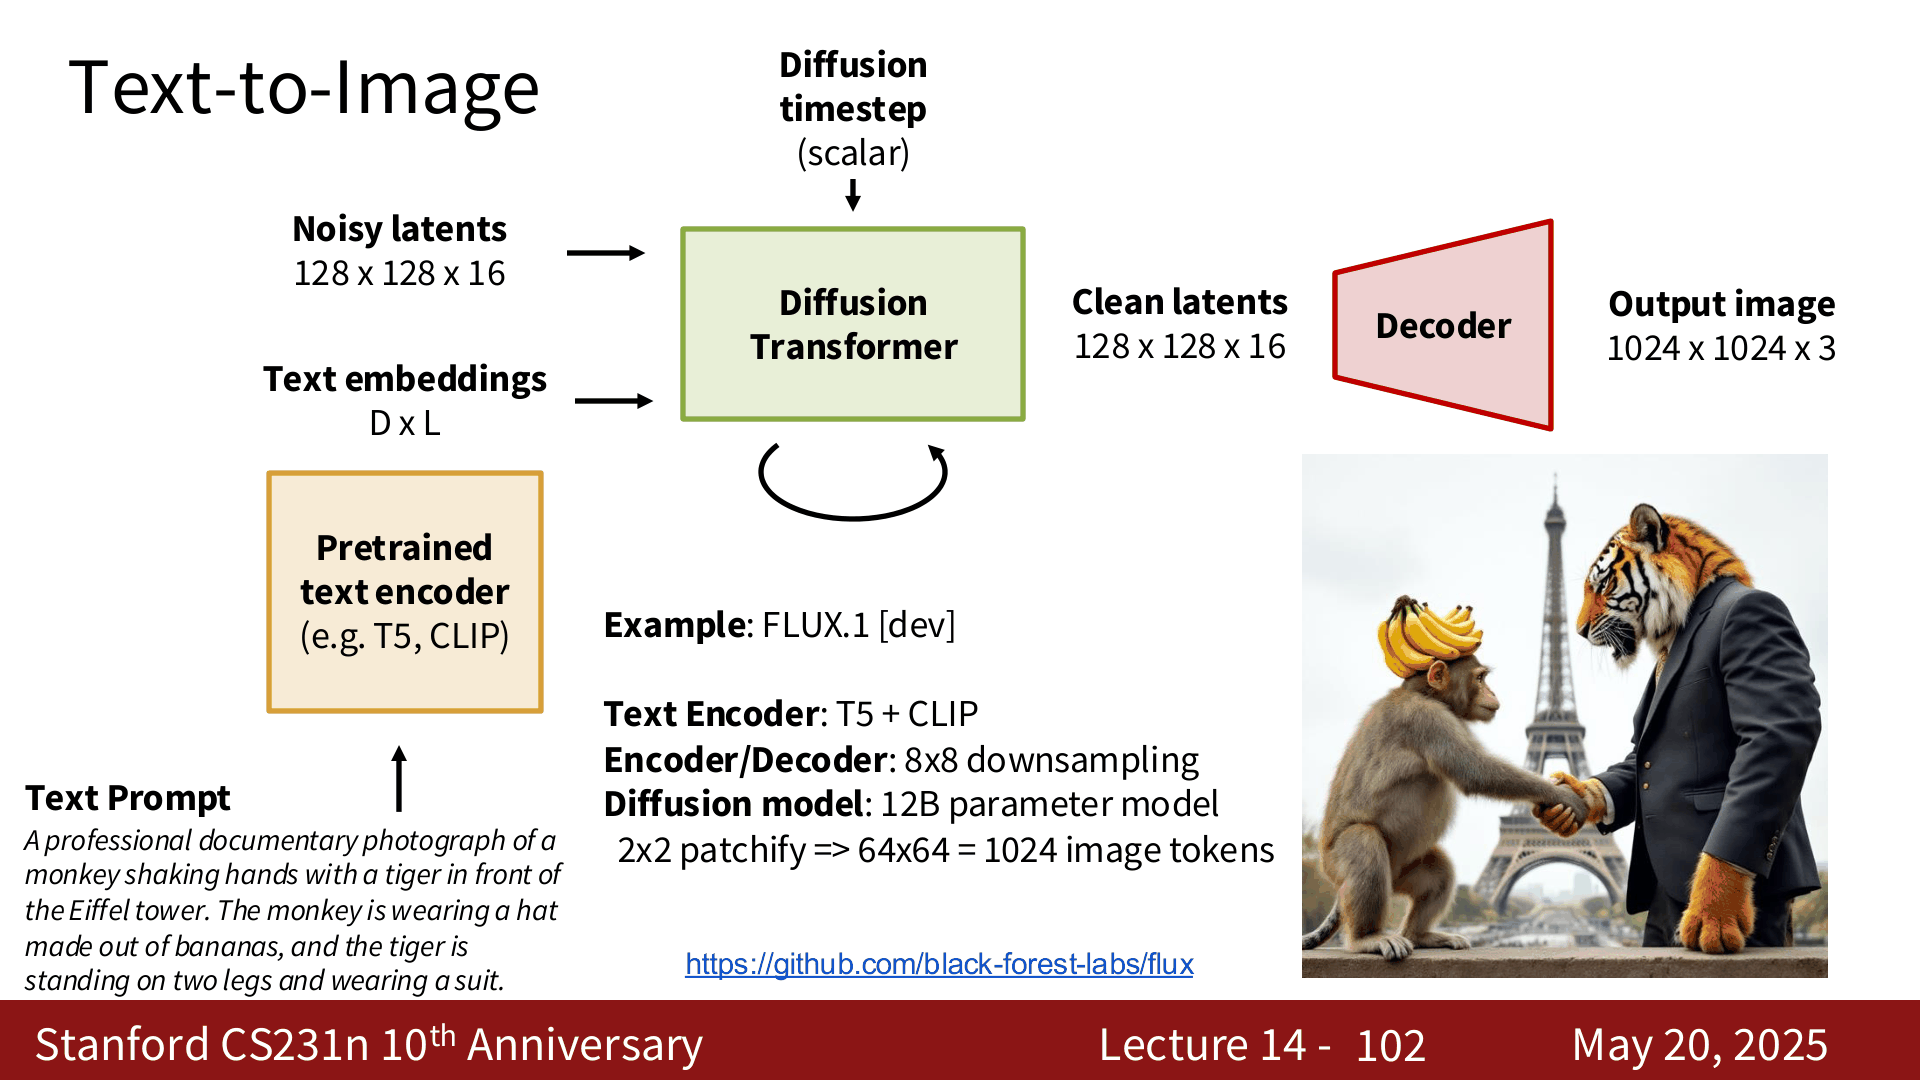 Text-to-Image
Diffusion
timestep
(scalar)
Noisy latents
128 x 128 x 16
Text embeddings
D x L
Diffusion
Transformer
Clean latents
128 x 128 x 16
Decoder
Output image
1024 x 1024 x 3
Pretrained
text encoder
(e.g. T5, CLIP)
Text Prompt
A professional documentary photograph of a
monkey shaking hands with a tiger in front of
the Eiffel tower. The monkey is wearing a hat
made out of bananas, and the tiger is
standing on two legs and wearing a suit.
Example: FLUX.1 [dev]
Text Encoder: T5 + CLIP
Encoder/Decoder: 8x8 downsampling
Diffusion model: 12B parameter model
2x2 patchify => 64x64 = 1024 image tokens
https://github.com/black-forest-labs/flux
Stanford CS231n 10th Anniversary
Lecture 14 - 102
May 20, 2025